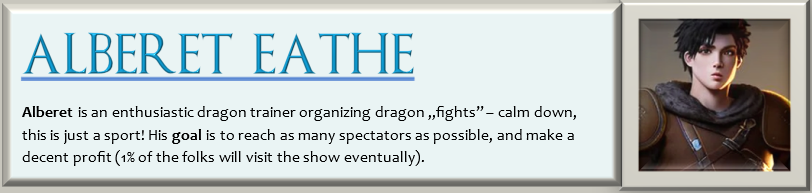 ALBERET EATHE
Alberet is an enthusiastic dragon trainer organizing dragon „fights” – calm down,
this is just a sport! His goal is to reach as many spectators as possible, and make a
decent profit (1% of the folks will visit the show eventually).